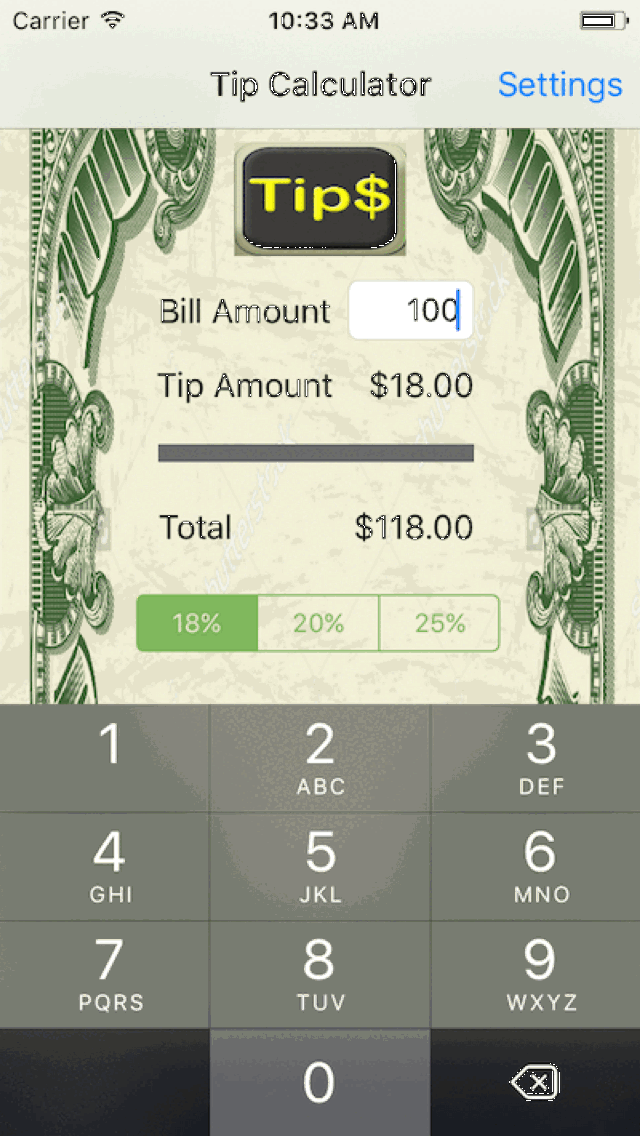 Carrier 10:33 AM
Tip Calculator Settings
Tip$
Bill Amount 100
Tip Amount $18.00
Total $118.00
18% 20% 25%
1 2 3
ABC DEF
4 5 6
GHI JKL MNO
7 8 9
PQRS TUV WXYZ
0